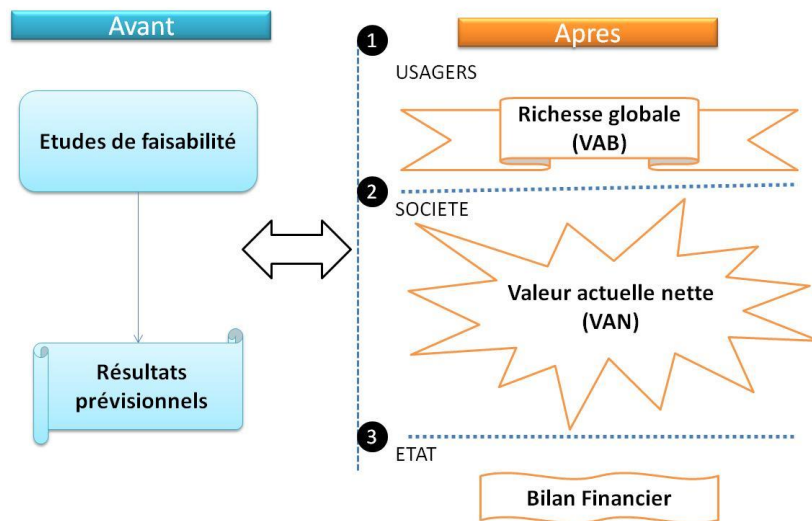 Avant
Etudes de faisabilité
Résultats
prévisionnels
1
Apres
USAGERS
Richesse globale
(VAB)
2
SOCIETE
Valeur actuelle nette
(VAN)
3
ETAT
Bilan Financier